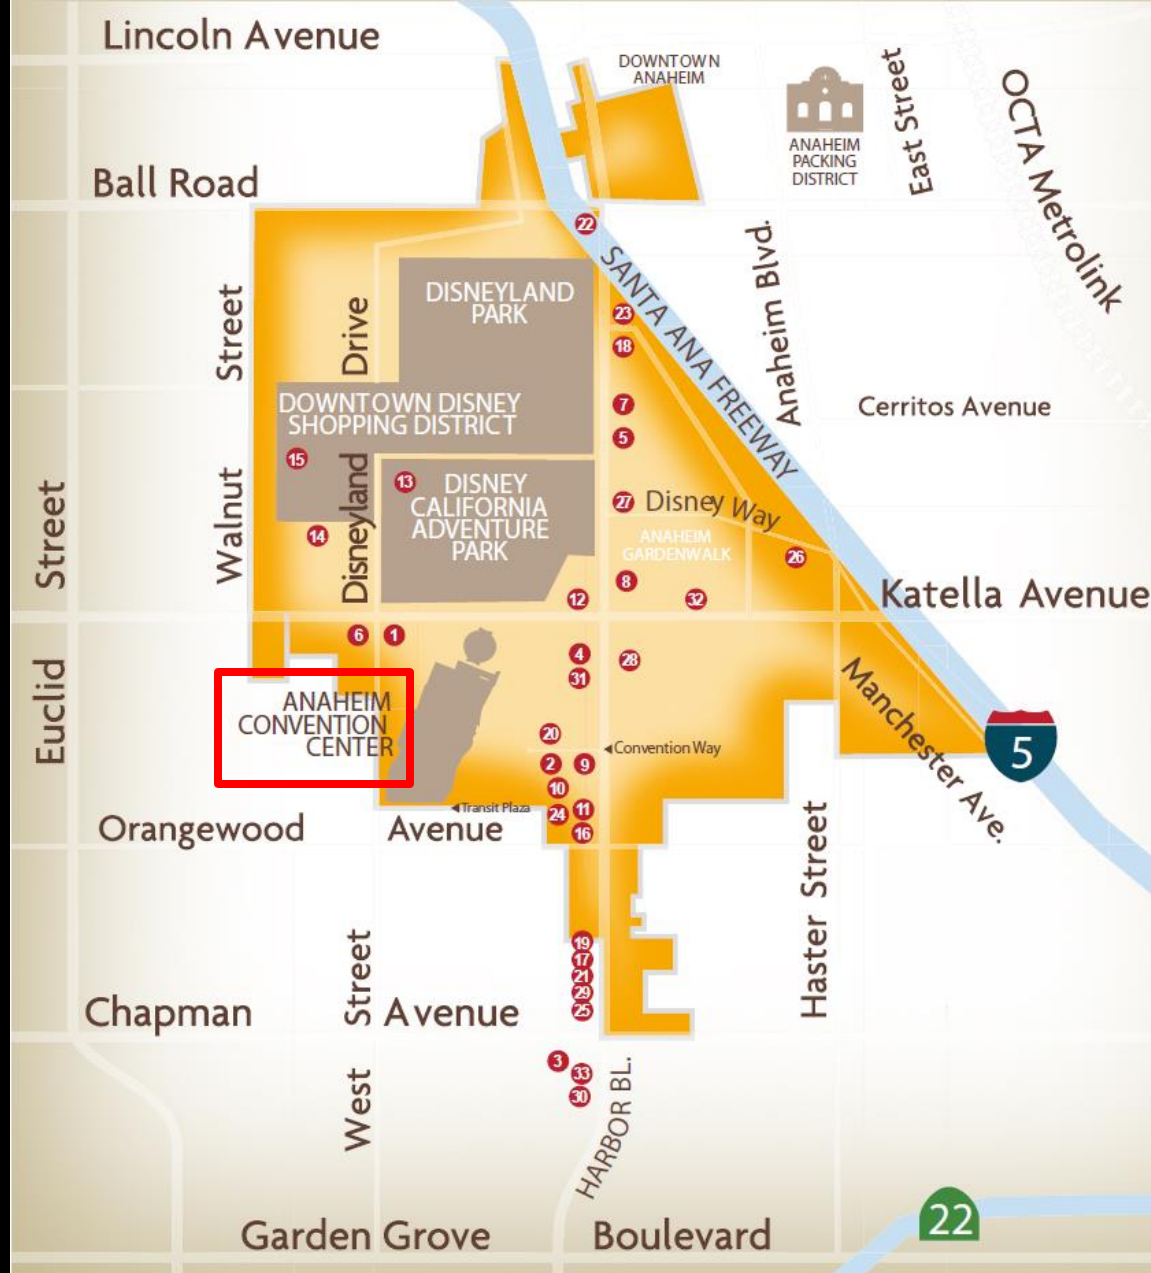 Lincoln Avenue
DOWNTOWN
ANAHEIM
East Street
OCTA Metrolink
ANAHEIM
PACKING
DISTRICT
Ball Road
22
SANTA ANA FREEWAY
Anaheim Blvd.
Walnut Street
Disneyland Drive
DISNEYLAND
PARK
23
18
DOWNTOWN DISNEY
SHOPPING DISTRICT
7
Cerritos Avenue
5
15
13
DISNEY
CALIFORNIA
ADVENTURE
PARK
27
Disney Way
14
ANAHEIM
GARDENWALK
26
8
12
32
Katella Avenue
Euclid Street
6
1
4
28
31
Manchester Ave.
ANAHEIM
CONVENTION
CENTER
20
Convention Way
5
2
9
10
Transit Plaza
11
24
16
Orangewood Avenue
Haster Street
19
17
21
29
25
West Street
Chapman Avenue
3
33
30
HARBOR BL.
22
Garden Grove Boulevard